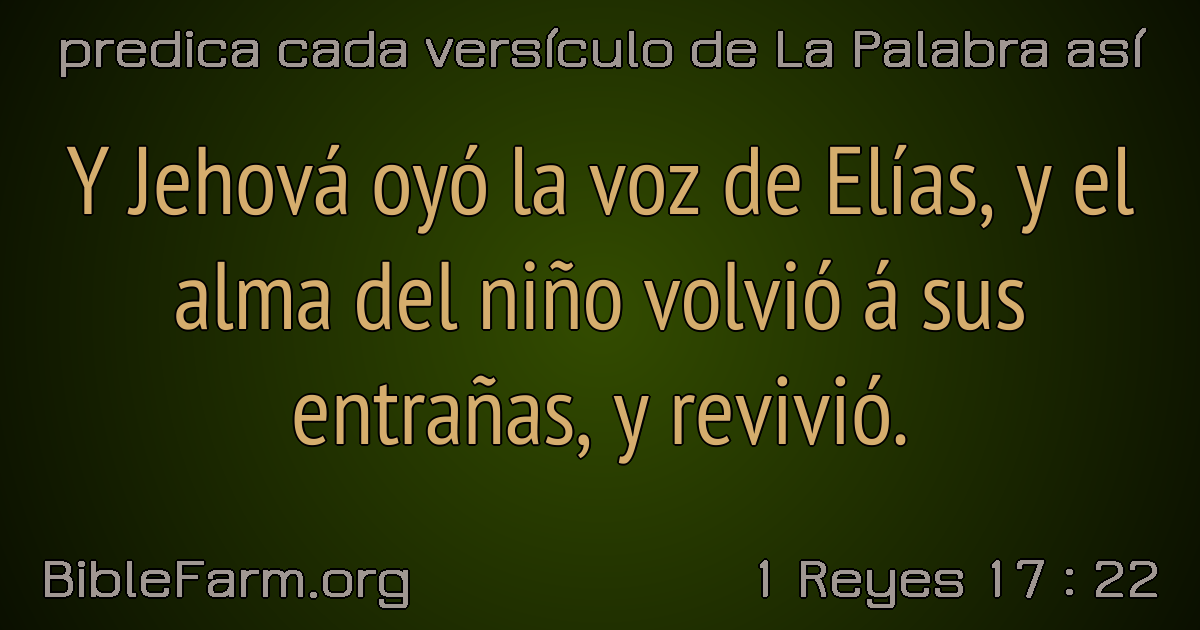 predica cada versículo de La Palabra así
Y Jehová oyó la voz de Elías, y el
alma del niño volvió á sus
entrañas, y revivió.
BibleFarm.org
1 Reyes 17 : 22